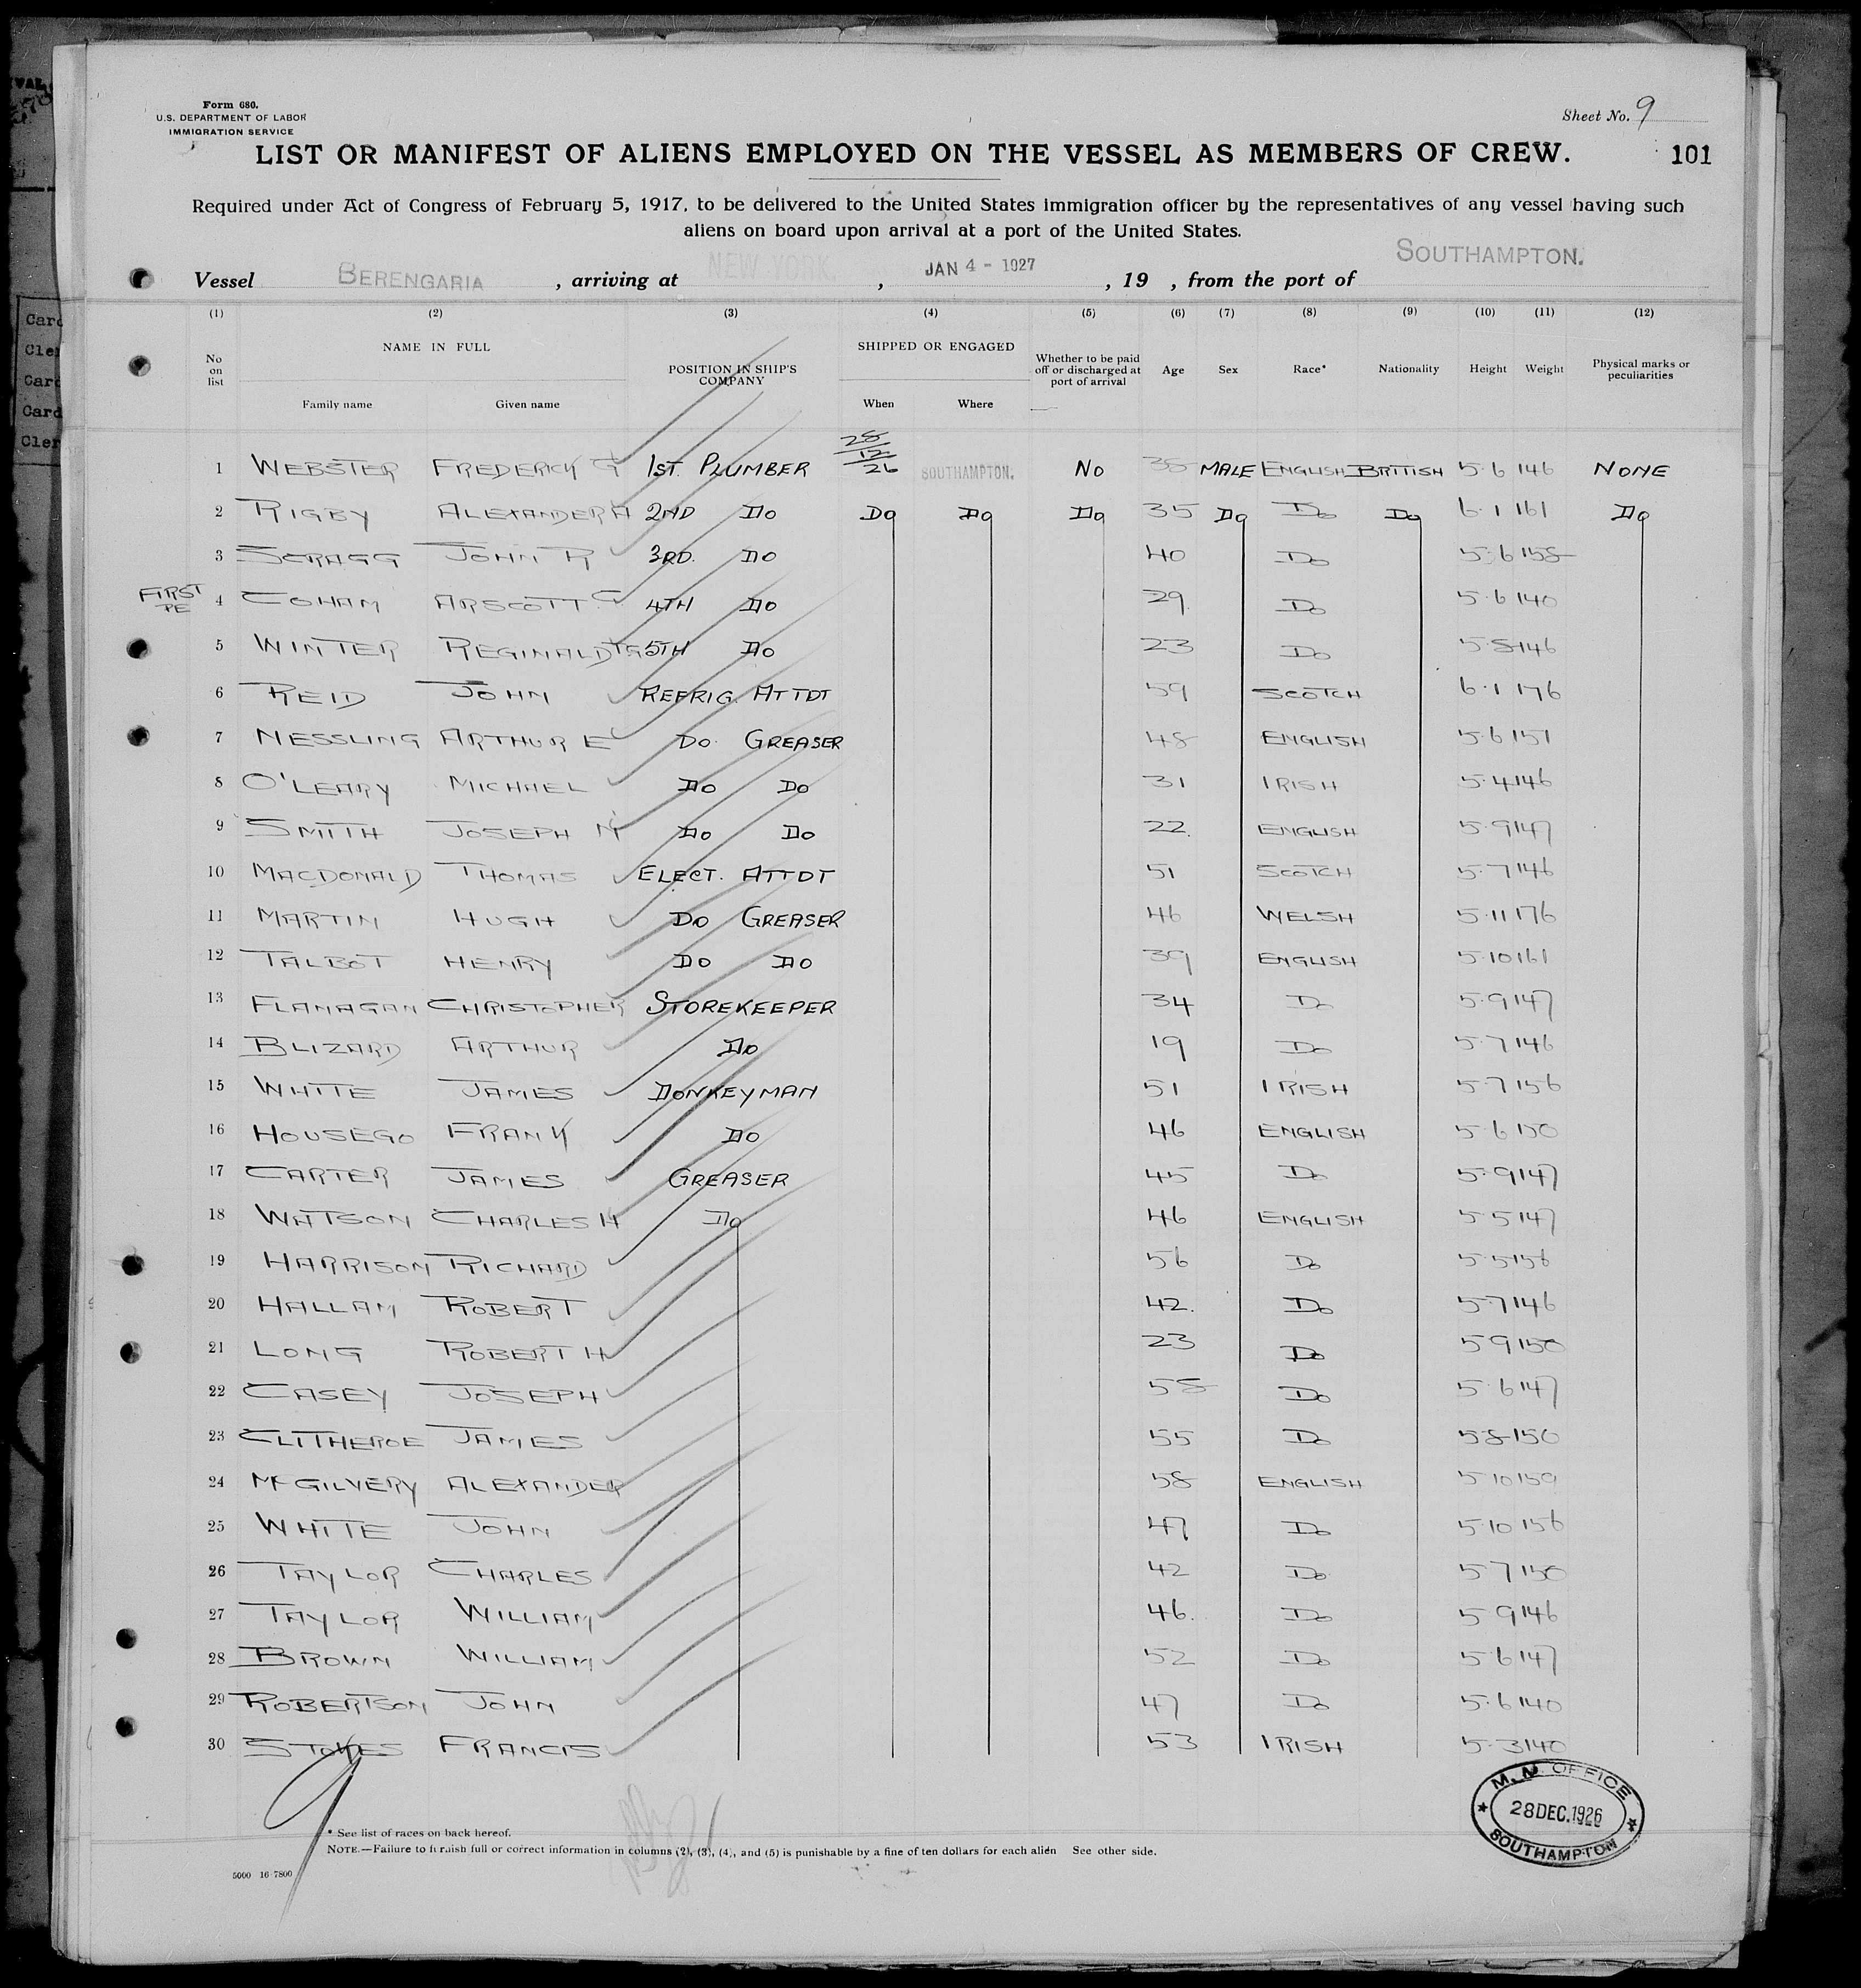 Form 680.
U.S. DEPARTMENT OF LABOR
IMMIGRATION SERVICE
Sheet No. 9
LIST OR MANIFEST OF ALIENS EMPLOYED ON THE VESSEL AS MEMBERS OF CREW. 101
Required under Act of Congress of February 5, 1917, to be delivered to the United States immigration officer by the representatives of any vessel having such
aliens on board upon arrival at a port of the United States.
Vessel BERENGARIA, arriving at NEW YORK., JAN 4 - 1927, 19 , from the port of SOUTHAMPTON.
(1) (2) (3) (4) (5) (6) (7) (8) (9) (10) (11) (12)
No on list NAME IN FULL POSITION IN SHIP'S COMPANY SHIPPED OR ENGAGED Whether to be paid off or discharged at port of arrival Age Sex Race* Nationality Height Weight Physical marks or peculiarities
Family name Given name When Where
1 WEBSTER FREDERICK G 1ST. PLUMBER 28/12/26 SOUTHAMPTON. NO 38 MALE ENGLISH BRITISH 5·6 146 NONE
2 RIGBY ALEXANDER A 2ND DO DO DO DO 35 DO DO DO 6·1 161 DO
3 SCRAGG JOHN R 3RD. DO 40 DO 5·6 158
FIRST 4 COHAM ARSCOTT G 4TH DO 29 DO 5·6 140
5 WINTER REGINALD TG 5TH DO 23 DO 5·8 146
6 REID JOHN REFRIG. ATTDT 59 SCOTCH 6·1 176
7 NESSLING ARTHUR E DO GREASER 48 ENGLISH 5·6 151
8 O'LEARY MICHAEL DO DO 31 IRISH 5·4 146
9 SMITH JOSEPH N DO DO 22 ENGLISH 5·9 147
10 MACDONALD THOMAS ELECT. ATTDT 51 SCOTCH 5·7 146
11 MARTIN HUGH DO GREASER 46 WELSH 5·11 176
12 TALBOT HENRY DO DO 39 ENGLISH 5·10 161
13 FLANAGAN CHRISTOPHER STOREKEEPER 34 DO 5·9 147
14 BLIZARD ARTHUR DO 19 DO 5·7 146
15 WHITE JAMES DONKEYMAN 51 IRISH 5·7 156
16 HOUSEGO FRANK DO 46 ENGLISH 5·6 150
17 CARTER JAMES GREASER 45 DO 5·9 147
18 WATSON CHARLES H DO 46 ENGLISH 5·5 147
19 HARRISON RICHARD 56 DO 5·5 156
20 HALLAM ROBERT 42. DO 5·7 146
21 LONG ROBERT H 23 DO 5 9 150
22 CASEY JOSEPH 58 DO 5·6 147
23 CLITHEROE JAMES 55 DO 5·8 150
24 McGILVERY ALEXANDER 58 ENGLISH 5·10 159
25 WHITE JOHN 47 DO 5·10 156
26 TAYLOR CHARLES 42 DO 5·7 150
27 TAYLOR WILLIAM 46. DO 5·9 146
28 BROWN WILLIAM 52 DO 5·6 147
29 ROBERTSON JOHN 47 DO 5·6 140
30 STOKES FRANCIS 53 IRISH 5·3 140
9
M.N. OFFICE
28 DEC. 1926
SOUTHAMPTON
* See list of races on back hereof.
NOTE.—Failure to furnish full or correct information in columns (2), (3), (4), and (5) is punishable by a fine of ten dollars for each alien See other side.
5000 16-7800